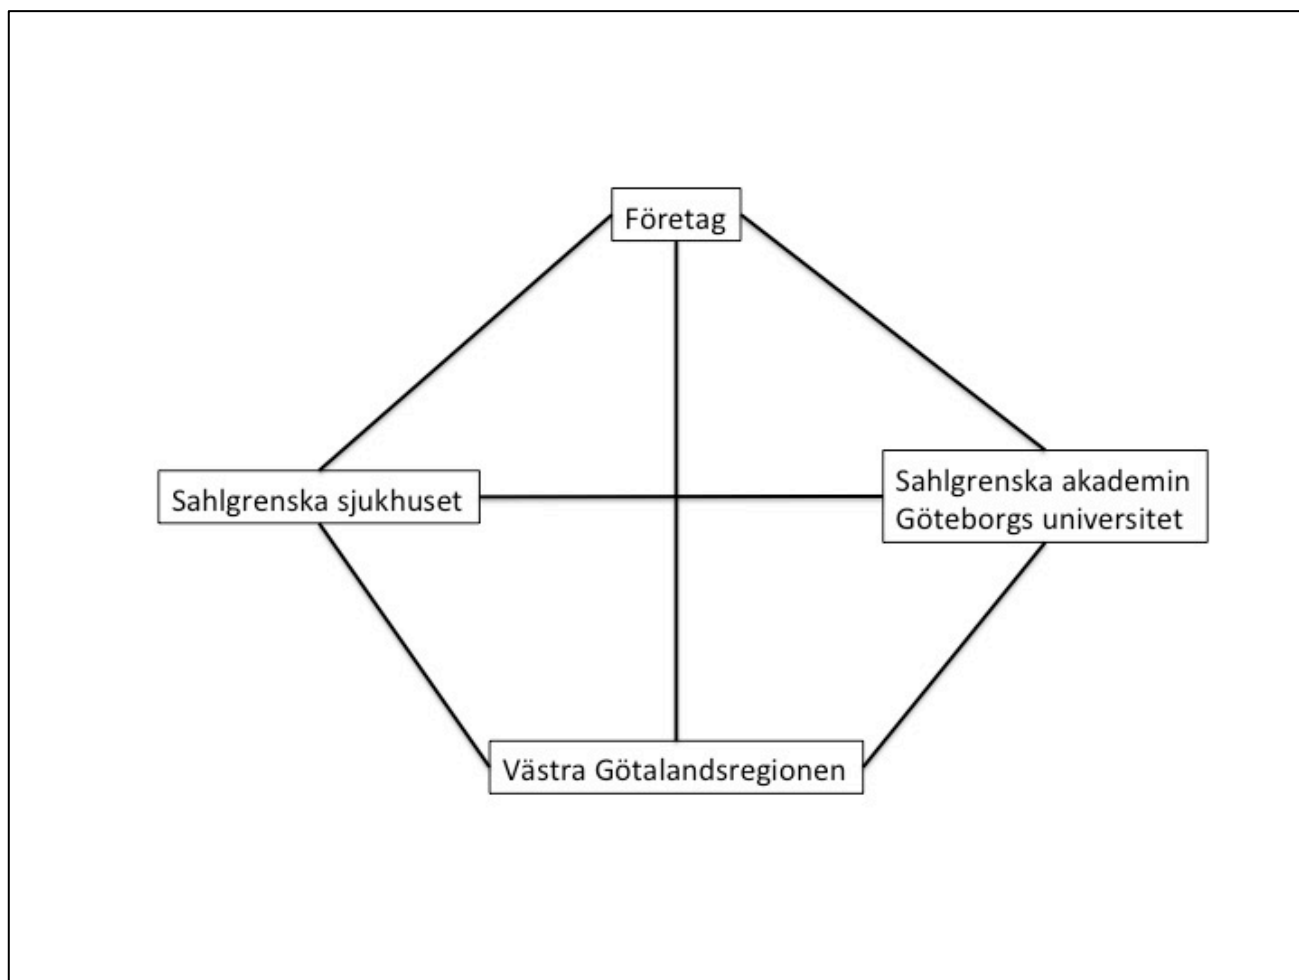 Företag
Sahlgrenska sjukhuset
Sahlgrenska akademin
Göteborgs universitet
Västra Götalandsregionen